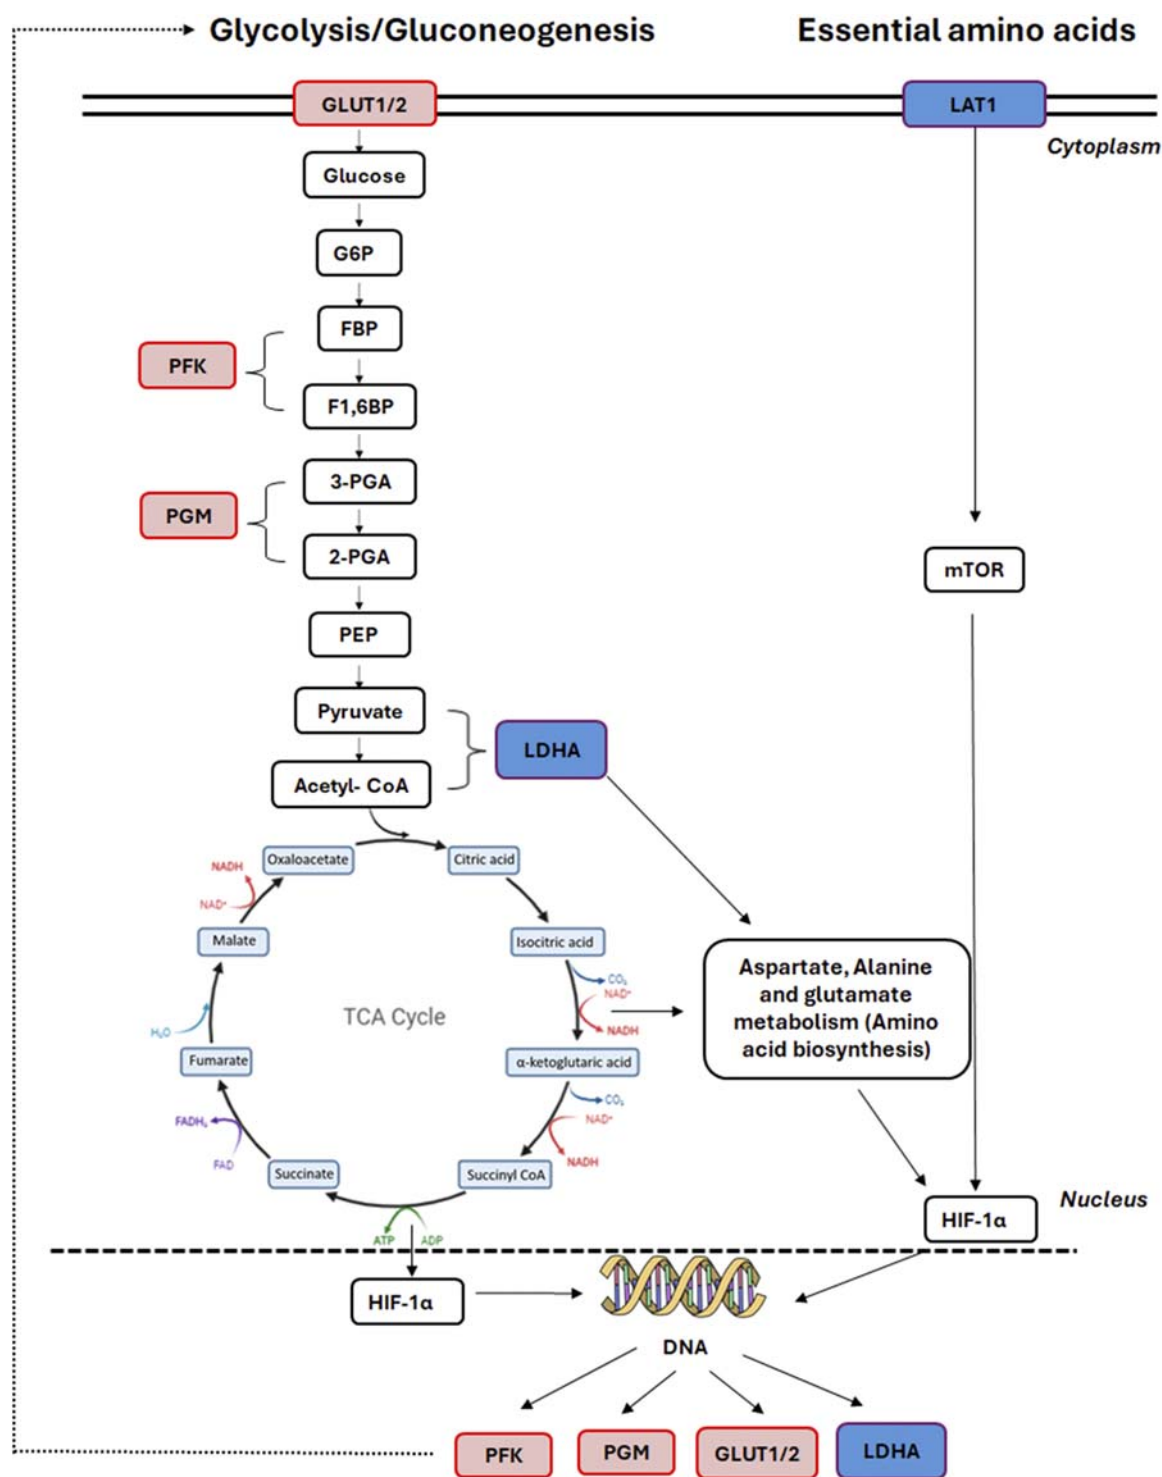 Glycolysis/Gluconeogenesis
Essential amino acids
GLUT1/2
LAT1
Cytoplasm
Glucose
G6P
FBP
PFK
F1,6BP
3-PGA
PGM
2-PGA
mTOR
PEP
Pyruvate
LDHA
Acetyl- CoA
Oxaloacetate
Citric acid
NADH
NAD⁺
Malate
Isocitric acid
CO₂
NAD⁺
NADH
TCA Cycle
H₂O
Fumarate
α-ketoglutaric acid
CO₂
NAD⁺
NADH
FADH₂
FAD
Succinate
Succinyl CoA
ATP
ADP
Aspartate, Alanine
and glutamate
metabolism (Amino
acid biosynthesis)
Nucleus
HIF-1α
HIF-1α
DNA
PFK
PGM
GLUT1/2
LDHA